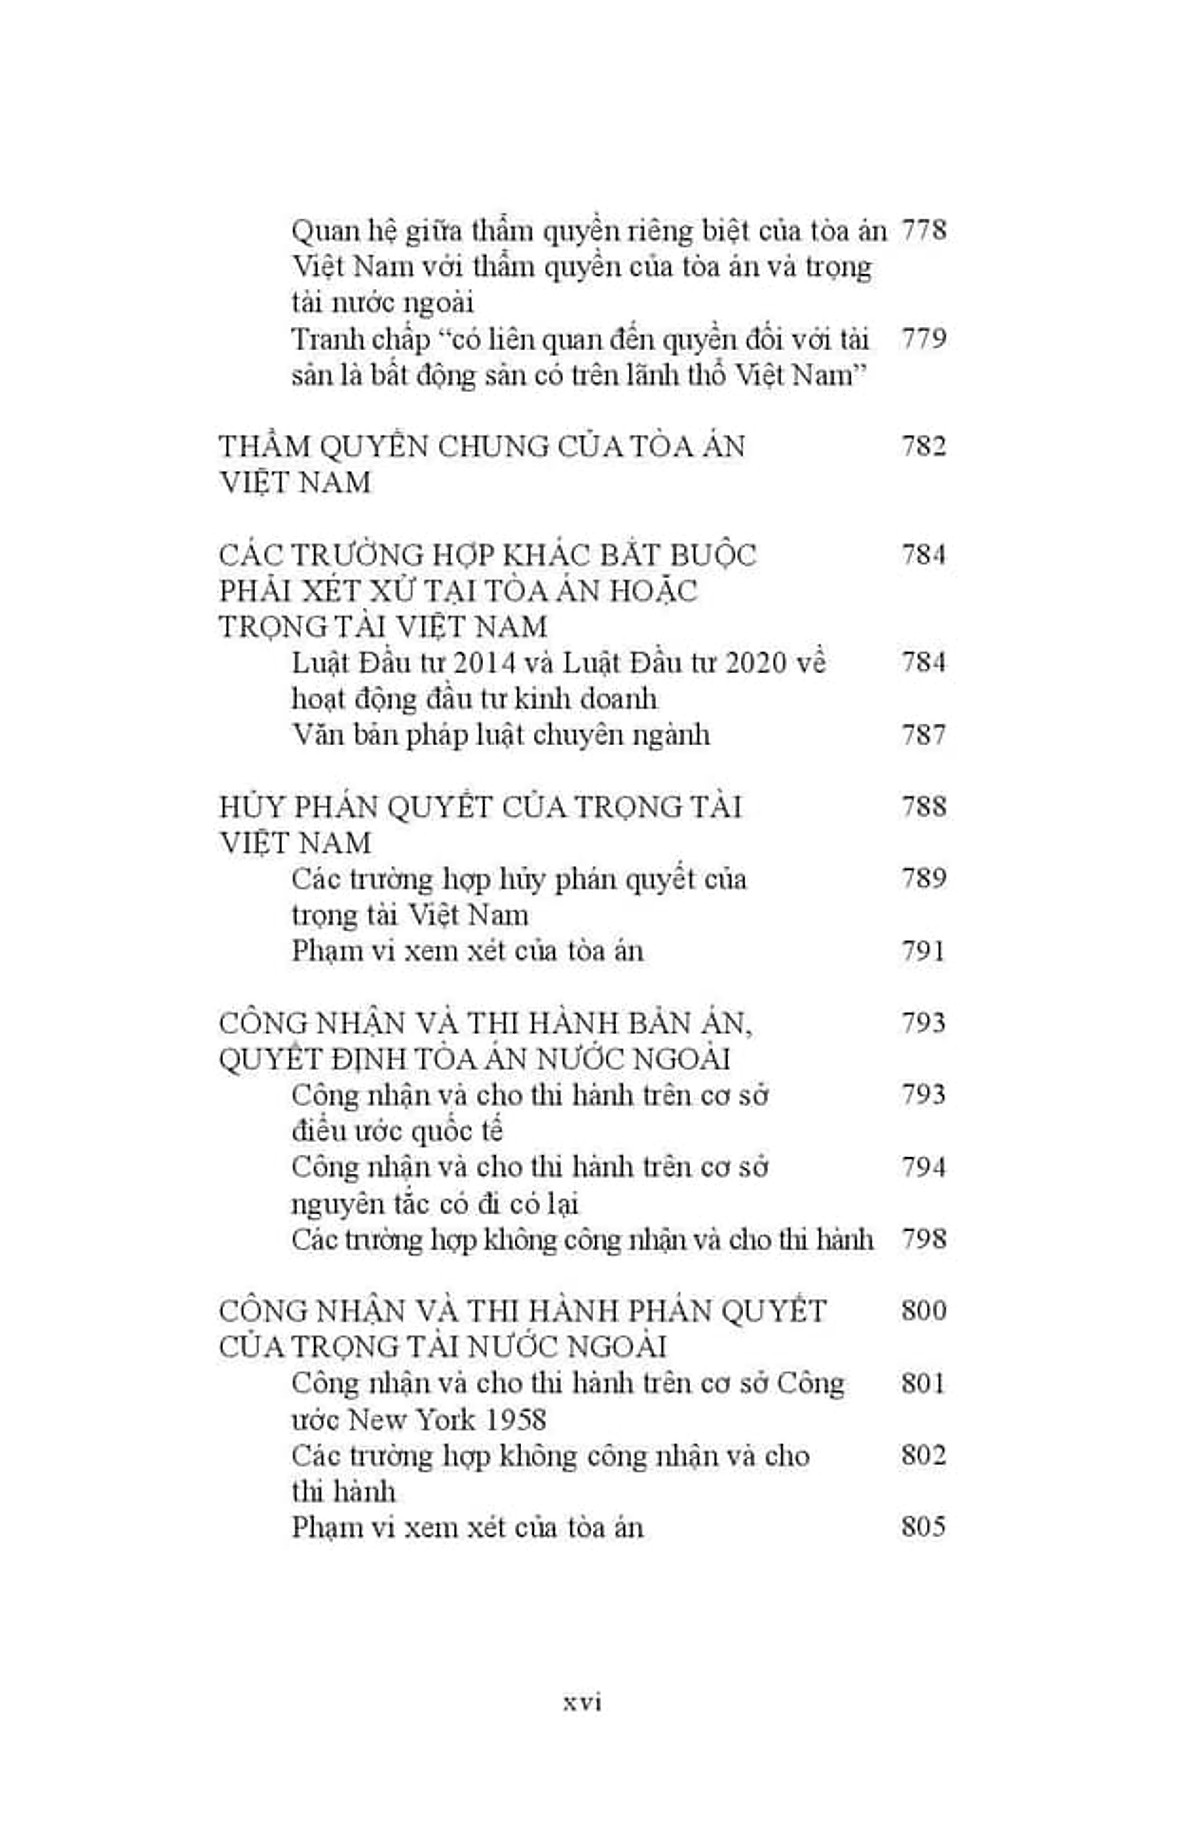 Quan hệ giữa thẩm quyền riêng biệt của tòa án 778
Việt Nam với thẩm quyền của tòa án và trọng
tài nước ngoài
Tranh chấp “có liên quan đến quyền đối với tài 779
sản là bất động sản có trên lãnh thổ Việt Nam”
THẨM QUYỀN CHUNG CỦA TÒA ÁN 782
VIỆT NAM
CÁC TRƯỜNG HỢP KHÁC BẮT BUỘC 784
PHẢI XÉT XỬ TẠI TÒA ÁN HOẶC
TRỌNG TÀI VIỆT NAM
Luật Đầu tư 2014 và Luật Đầu tư 2020 về 784
hoạt động đầu tư kinh doanh
Văn bản pháp luật chuyên ngành 787
HỦY PHÁN QUYẾT CỦA TRỌNG TÀI 788
VIỆT NAM
Các trường hợp hủy phán quyết của 789
trọng tài Việt Nam
Phạm vi xem xét của tòa án 791
CÔNG NHẬN VÀ THI HÀNH BẢN ÁN, 793
QUYẾT ĐỊNH TÒA ÁN NƯỚC NGOÀI
Công nhận và cho thi hành trên cơ sở 793
điều ước quốc tế
Công nhận và cho thi hành trên cơ sở 794
nguyên tắc có đi có lại
Các trường hợp không công nhận và cho thi hành 798
CÔNG NHẬN VÀ THI HÀNH PHÁN QUYẾT 800
CỦA TRỌNG TÀI NƯỚC NGOÀI
Công nhận và cho thi hành trên cơ sở Công 801
ước New York 1958
Các trường hợp không công nhận và cho 802
thi hành
Phạm vi xem xét của tòa án 805
xvi